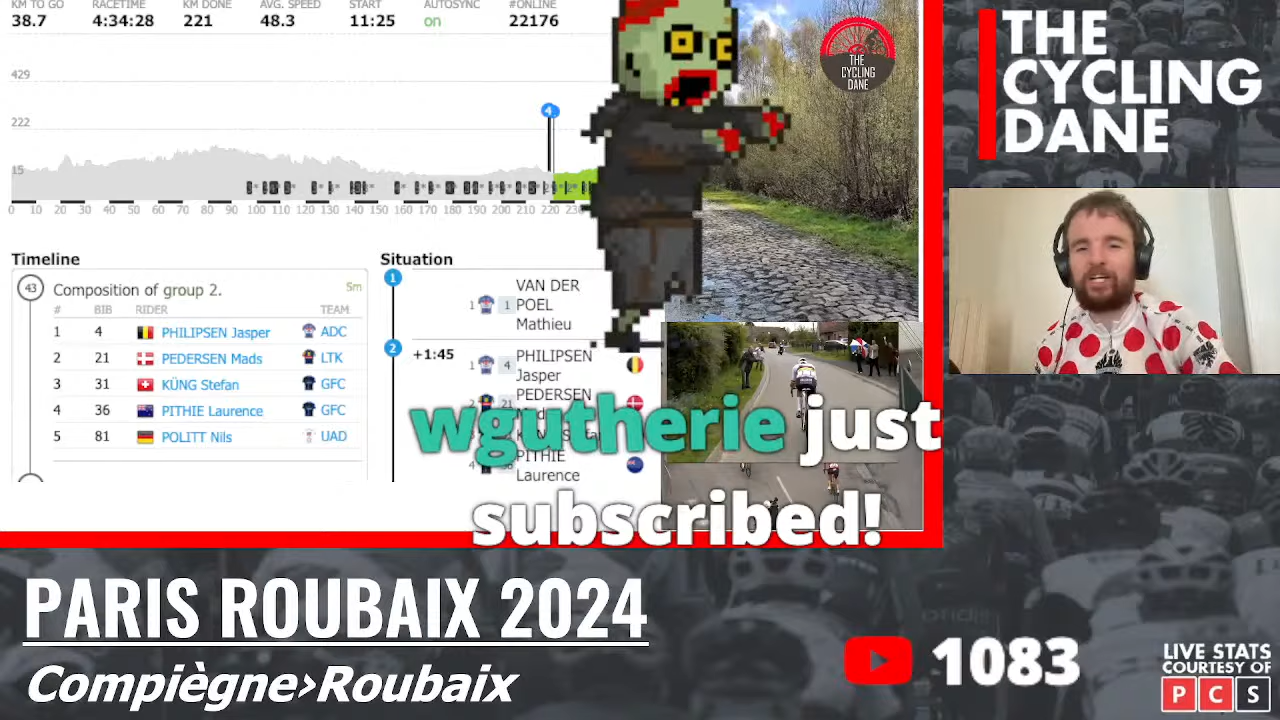 KM TO GO RACETIME KM DONE AVG. SPEED START AUTOSYNC #ONLINE
38.7 4:34:28 221 48.3 11:25 on 22176
429
222
15
4
0 10 20 30 40 50 60 70 80 90 100 110 120 130 140 150 160 170 180 190 200 210 220 230
THE
CYCLING
DANE
THE
CYCLING
DANE
Timeline
43 Composition of group 2. 5m
# BIB RIDER TEAM
1 4 PHILIPSEN Jasper ADC
2 21 PEDERSEN Mads LTK
3 31 KÜNG Stefan GFC
4 36 PITHIE Laurence GFC
5 81 POLITT Nils UAD
Situation
1
1 1 VAN DER
POEL
Mathieu
2 +1:45
1 4 PHILIPSEN
Jasper
PEDERSEN
PITHIE
Laurence
wgutherie just
subscribed!
PARIS ROUBAIX 2024
Compiègne›Roubaix
1083
LIVE STATS
COURTESY OF
PCS